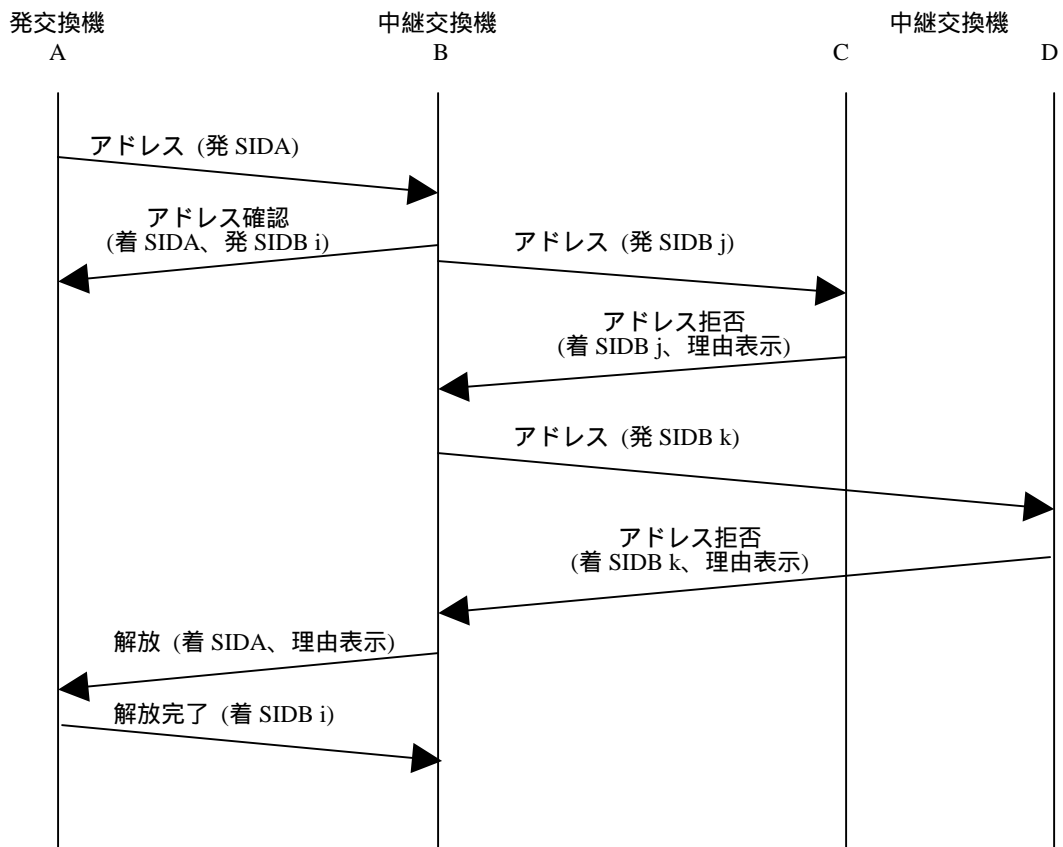 発交換機 中継交換機 中継交換機
A B C D
アドレス (発 SIDA)
アドレス確認
(着 SIDA、発 SIDB i)
アドレス (発 SIDB j)
アドレス拒否
(着 SIDB j、理由表示)
アドレス (発 SIDB k)
アドレス拒否
(着 SIDB k、理由表示)
解放 (着 SIDA、理由表示)
解放完了 (着 SIDB i)